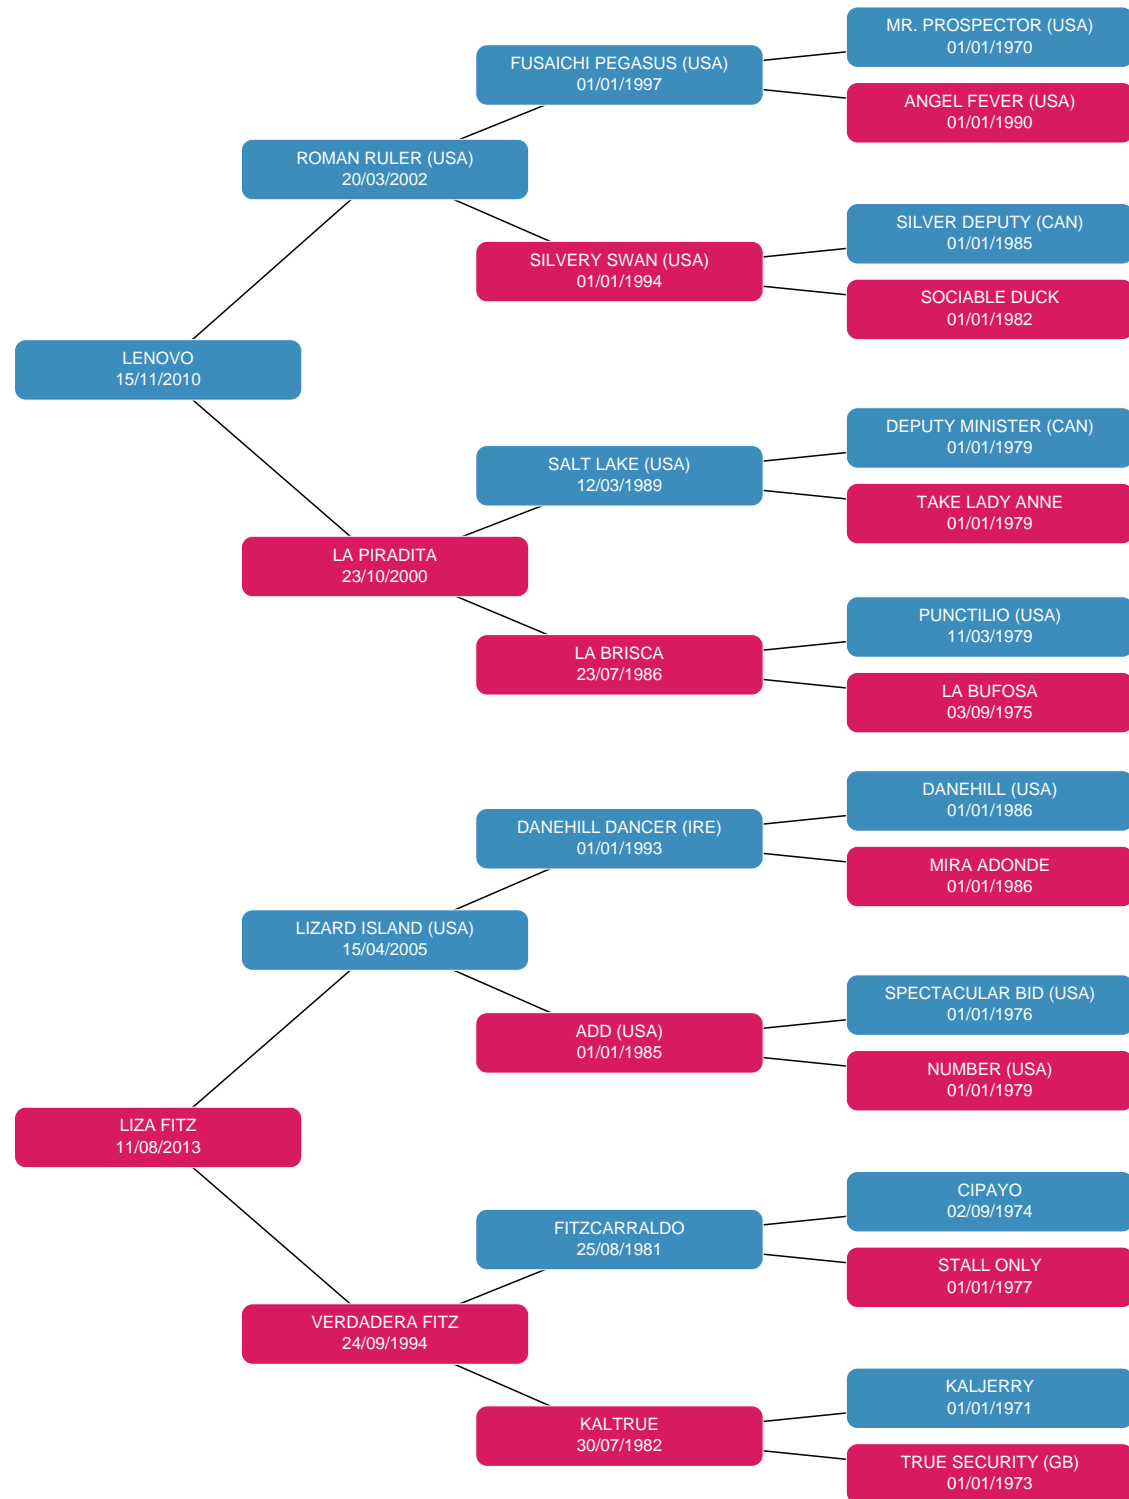 MR. PROSPECTOR (USA)
01/01/1970
FUSAICHI PEGASUS (USA)
01/01/1997
ANGEL FEVER (USA)
01/01/1990
ROMAN RULER (USA)
20/03/2002
SILVER DEPUTY (CAN)
01/01/1985
SILVERY SWAN (USA)
01/01/1994
SOCIABLE DUCK
01/01/1982
LENOVO
15/11/2010
DEPUTY MINISTER (CAN)
01/01/1979
SALT LAKE (USA)
12/03/1989
TAKE LADY ANNE
01/01/1979
LA PIRADITA
23/10/2000
PUNCTILIO (USA)
11/03/1979
LA BRISCA
23/07/1986
LA BUFOSA
03/09/1975
DANEHILL (USA)
01/01/1986
DANEHILL DANCER (IRE)
01/01/1993
MIRA ADONDE
01/01/1986
LIZARD ISLAND (USA)
15/04/2005
SPECTACULAR BID (USA)
01/01/1976
ADD (USA)
01/01/1985
NUMBER (USA)
01/01/1979
LIZA FITZ
11/08/2013
CIPAYO
02/09/1974
FITZCARRALDO
25/08/1981
STALL ONLY
01/01/1977
VERDADERA FITZ
24/09/1994
KALJERRY
01/01/1971
KALTRUE
30/07/1982
TRUE SECURITY (GB)
01/01/1973